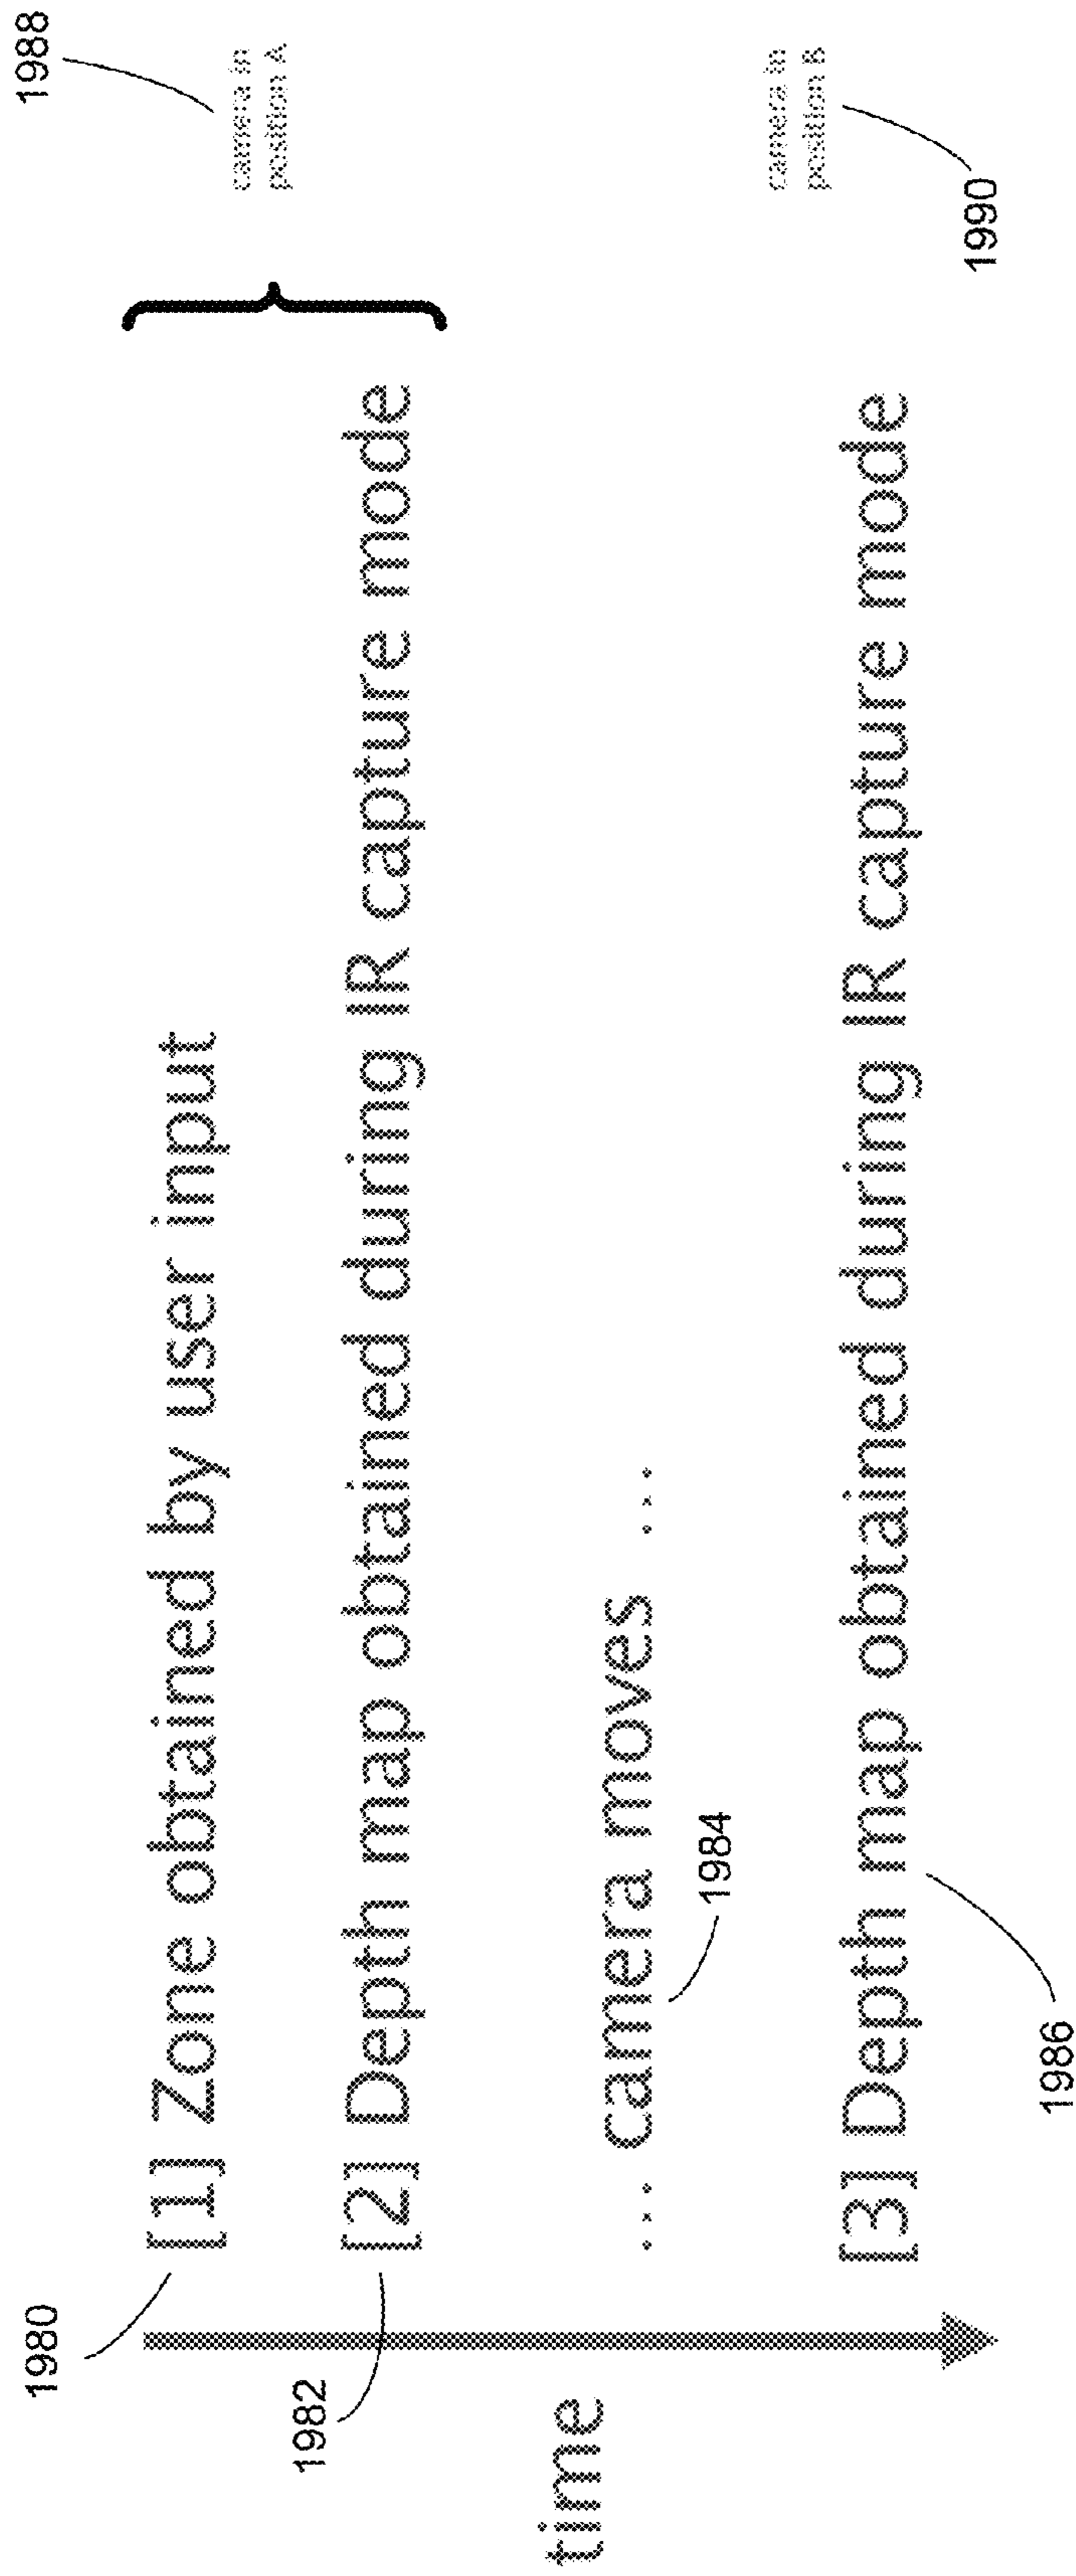 1988
1980
[1] Zone obtained by user input
camera in
position A
1982
[2] Depth map obtained during IR capture mode
time
... camera moves ...
1984
camera in
position B
[3] Depth map obtained during IR capture mode
1990
1986